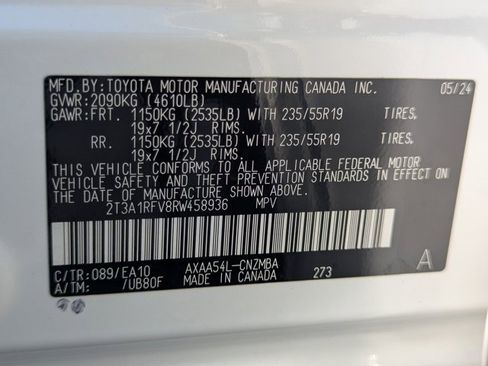 MFD.BY:TOYOTA MOTOR MANUFACTURING CANADA INC. 05/24
GVWR:2090KG (4610LB)
GAWR:FRT. 1150KG (2535LB) WITH 235/55R19 TIRES,
19x7 1/2J RIMS.
RR. 1150KG (2535LB) WITH 235/55R19 TIRES,
19x7 1/2J RIMS.
THIS VEHICLE CONFORMS TO ALL APPLICABLE FEDERAL MOTOR
VEHICLE SAFETY AND THEFT PREVENTION STANDARDS IN EFFECT
ON THE DATE OF MANUFACTURE SHOWN ABOVE.
2T3A1RFV8RW458936 MPV
C/TR:089/EA10 AXAA54L-CNZMBA A
A/TM: /UB80F MADE IN CANADA 273